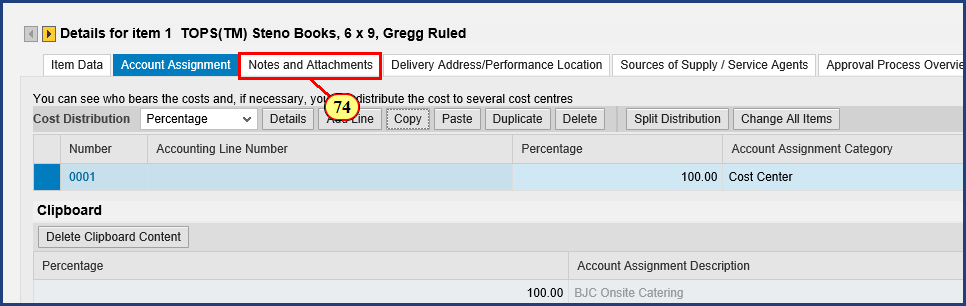 Details for item 1 TOPS(TM) Steno Books, 6 x 9, Gregg Ruled
Item Data Account Assignment Notes and Attachments Delivery Address/Performance Location Sources of Supply / Service Agents Approval Process Overvie
You can see who bears the costs and, if necessary, you distribute the cost to several cost centres
74
Cost Distribution Percentage Details Add Line Copy Paste Duplicate Delete Split Distribution Change All Items
Number Accounting Line Number Percentage Account Assignment Category
0001 100.00 Cost Center
Clipboard
Delete Clipboard Content
Percentage Account Assignment Description
100.00 BJC Onsite Catering